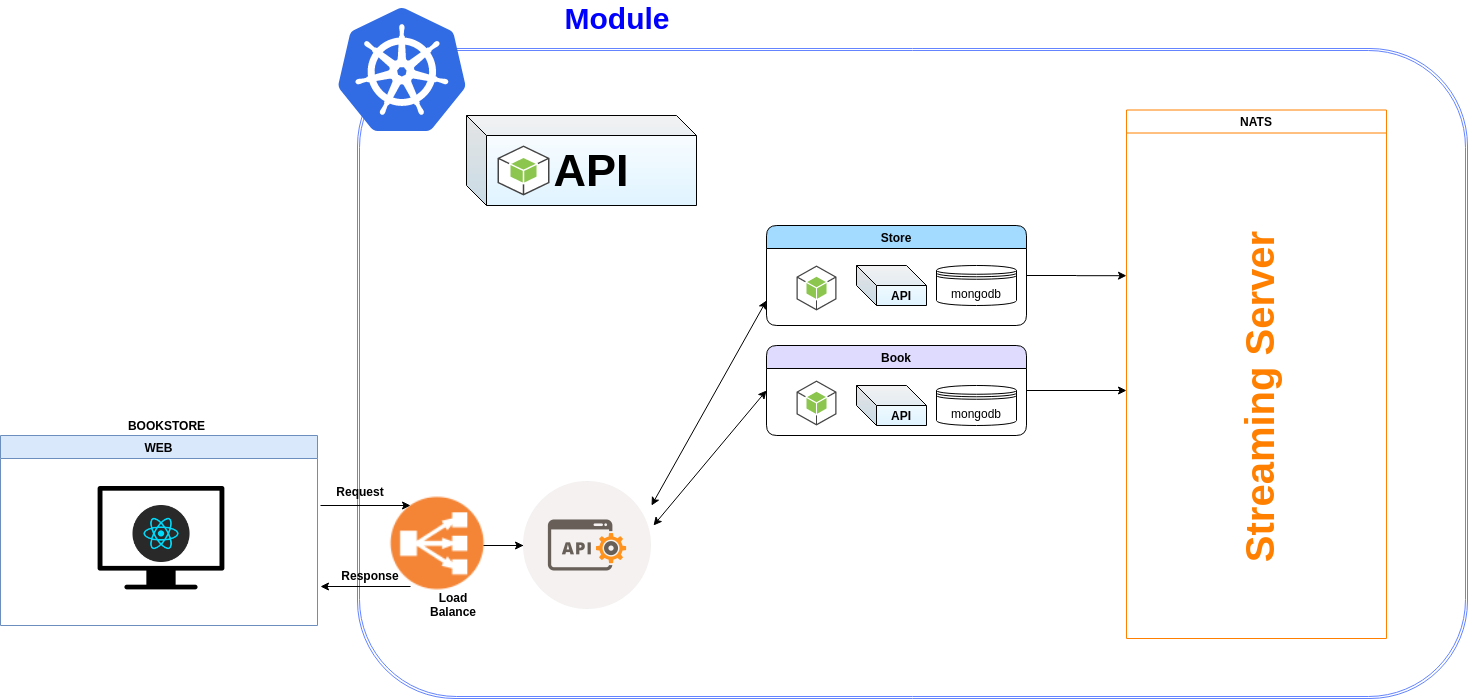 Module
API
NATS
Store
API
mongodb
Book
API
mongodb
Streaming Server
BOOKSTORE
WEB
Request
Response
Load
Balance
API